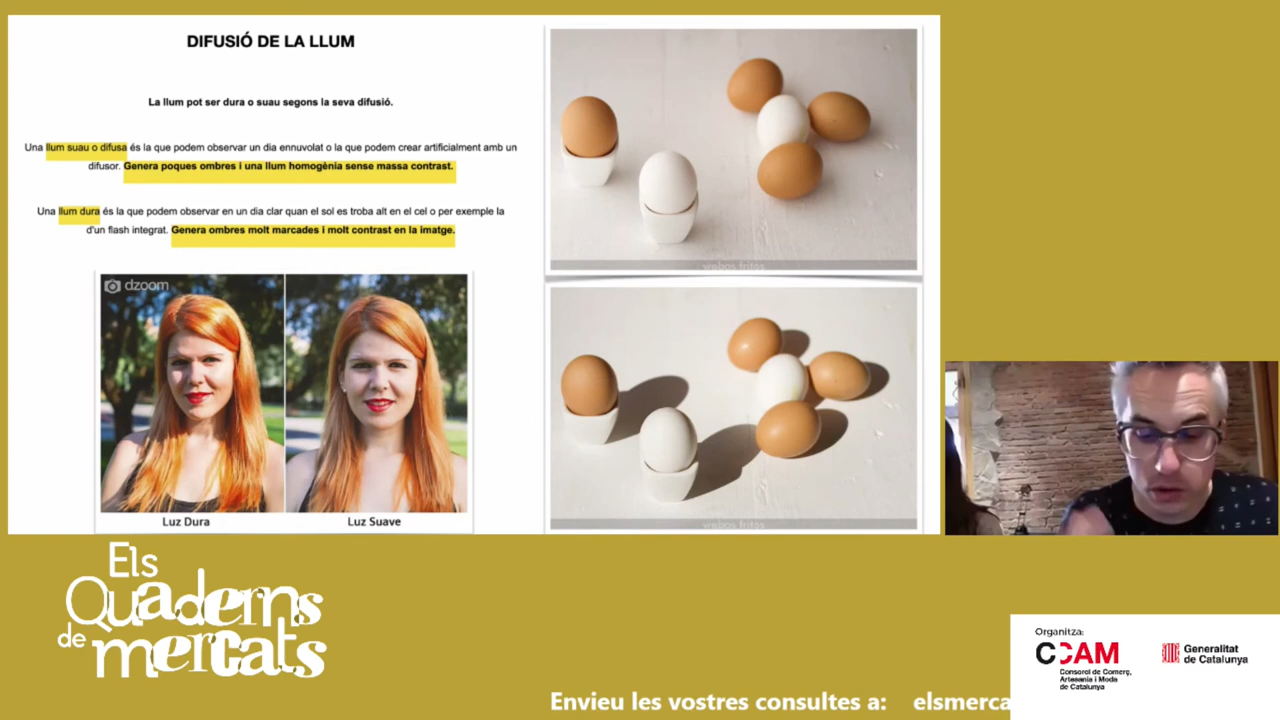 DIFUSIÓ DE LA LLUM
La llum pot ser dura o suau segons la seva difusió.
Una llum suau o difusa és la que podem observar un dia ennuvolat o la que podem crear artificialment amb un
difusor. Genera poques ombres i una llum homogènia sense massa contrast.
Una llum dura és la que podem observar en un dia clar quan el sol es troba alt en el cel o per exemple la
d'un flash integrat. Genera ombres molt marcades i molt contrast en la imatge.
dzoom
Luz Dura
Luz Suave
webos fritos
webos fritos
Els
Quaderns
de mercats
Envieu les vostres consultes a: elsmerca
Organitza:
CCAM
Consorci de Comerç,
Artesania i Moda
de Catalunya
Generalitat
de Catalunya